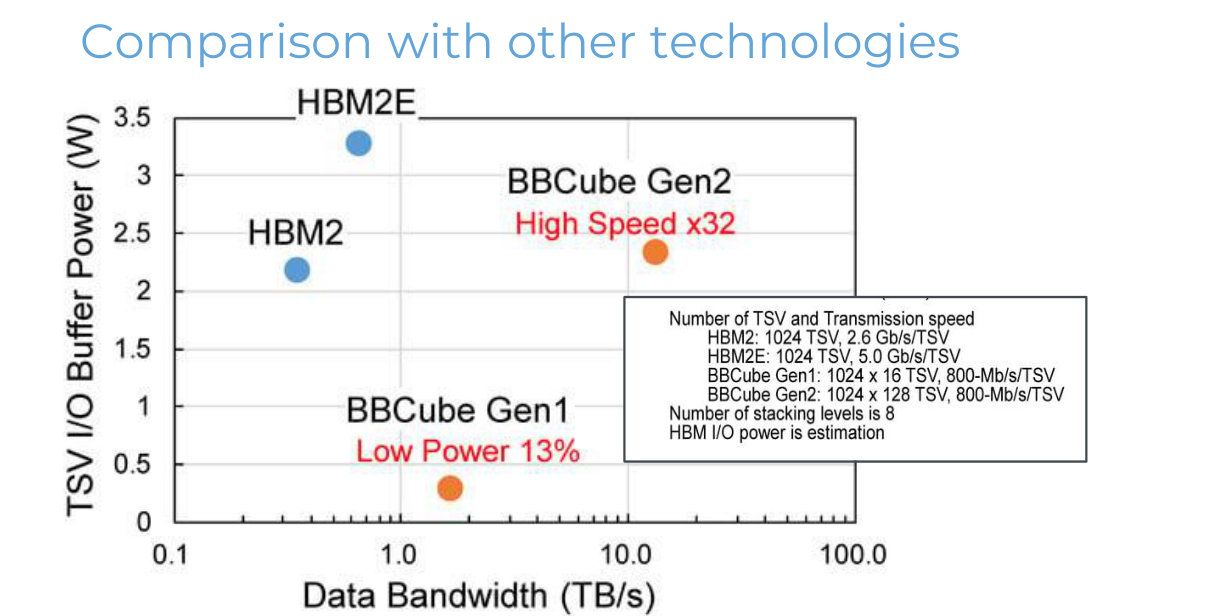 Comparison with other technologies
HBM2E
3.5
3
2.5
2
1.5
1
0.5
0
TSV I/O Buffer Power (W)
BBCube Gen2
High Speed x32
HBM2
Number of TSV and Transmission speed
HBM2: 1024 TSV, 2.6 Gb/s/TSV
HBM2E: 1024 TSV, 5.0 Gb/s/TSV
BBCube Gen1: 1024 x 16 TSV, 800-Mb/s/TSV
BBCube Gen2: 1024 x 128 TSV, 800-Mb/s/TSV
Number of stacking levels is 8
HBM I/O power is estimation
BBCube Gen1
Low Power 13%
0.1
1.0
10.0
100.0
Data Bandwidth (TB/s)